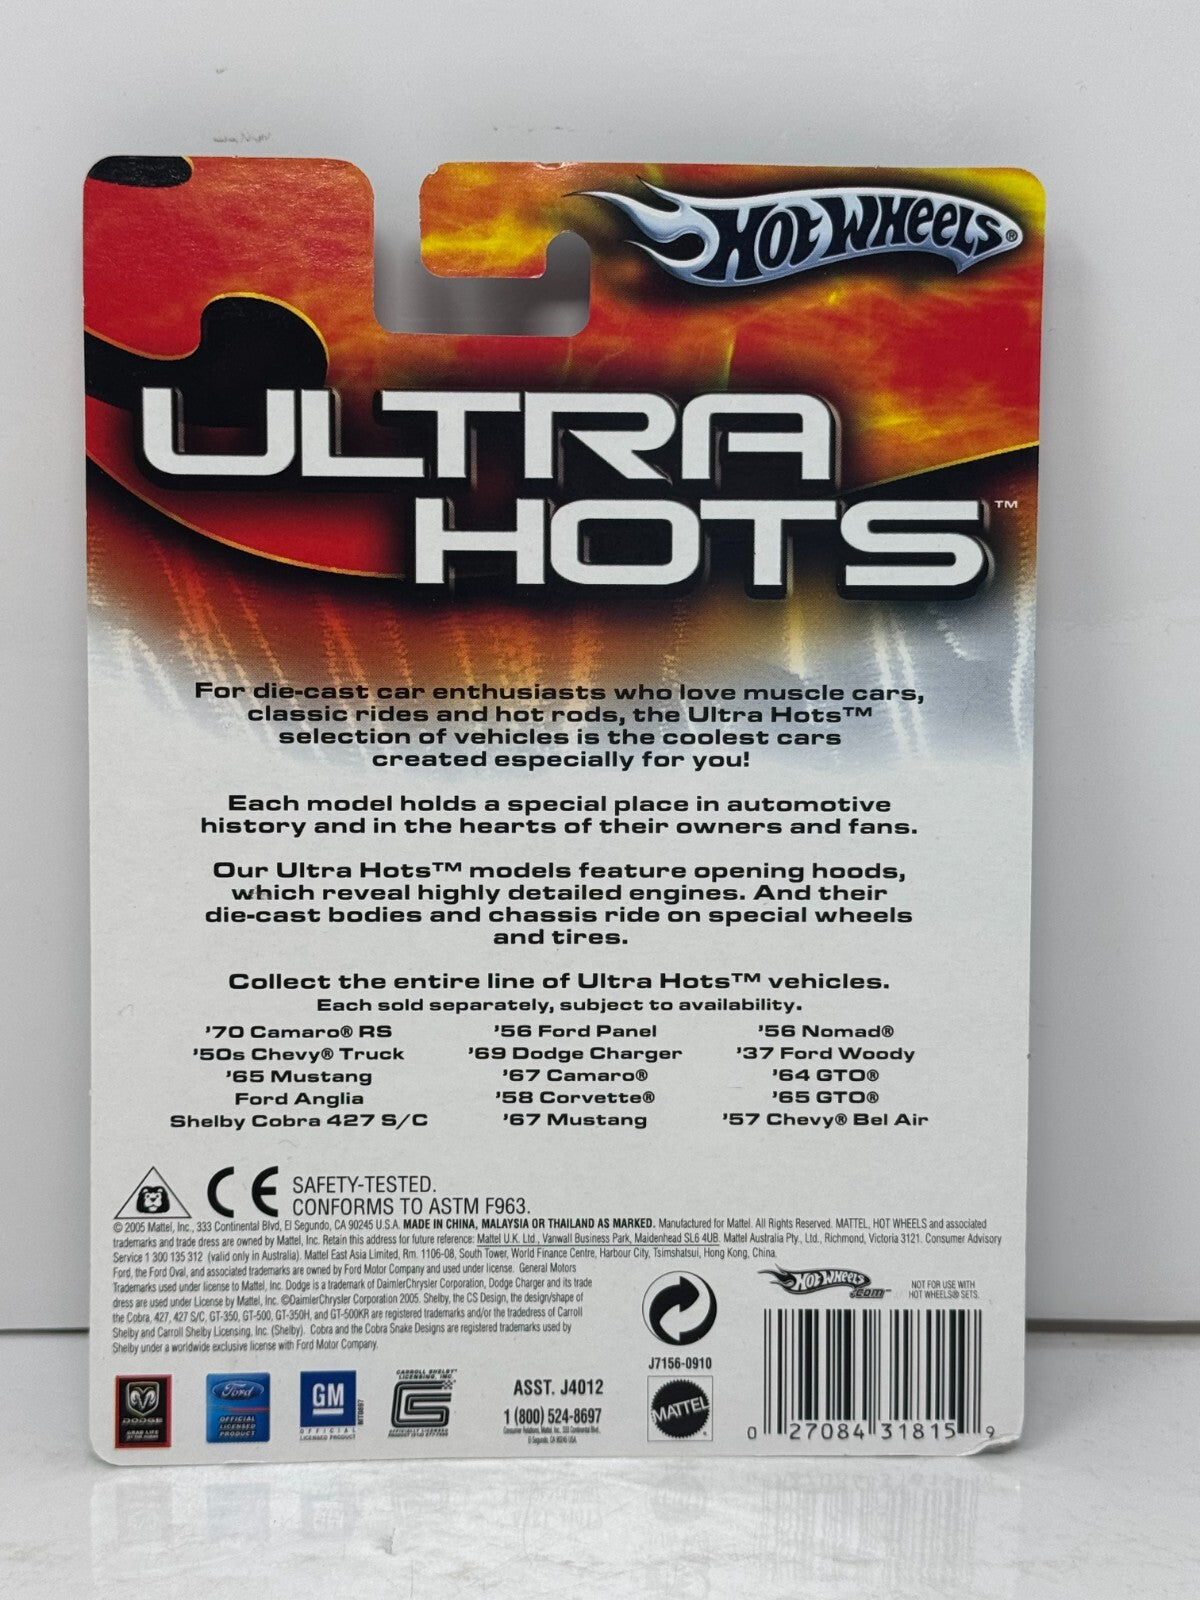 HOT WHEELS®
ULTRA
HOTS™
For die-cast car enthusiasts who love muscle cars,
classic rides and hot rods, the Ultra Hots™
selection of vehicles is the coolest cars
created especially for you!
Each model holds a special place in automotive
history and in the hearts of their owners and fans.
Our Ultra Hots™ models feature opening hoods,
which reveal highly detailed engines. And their
die-cast bodies and chassis ride on special wheels
and tires.
Collect the entire line of Ultra Hots™ vehicles.
Each sold separately, subject to availability.
'70 Camaro® RS
'50s Chevy® Truck
'65 Mustang
Ford Anglia
Shelby Cobra 427 S/C
'56 Ford Panel
'69 Dodge Charger
'67 Camaro®
'58 Corvette®
'67 Mustang
'56 Nomad®
'37 Ford Woody
'64 GTO®
'65 GTO®
'57 Chevy® Bel Air
CE SAFETY-TESTED.
CONFORMS TO ASTM F963.
© 2005 Mattel, Inc., 333 Continental Blvd, El Segundo, CA 90245 U.S.A. MADE IN CHINA, MALAYSIA OR THAILAND AS MARKED. Manufactured for Mattel. All Rights Reserved. MATTEL, HOT WHEELS and associated
trademarks and trade dress are owned by Mattel, Inc. Retain this address for future reference: Mattel U.K. Ltd., Vanwall Business Park, Maidenhead SL6 4UB. Mattel Australia Pty., Ltd., Richmond, Victoria 3121. Consumer Advisory
Service 1 300 135 312 (valid only in Australia). Mattel East Asia Limited, Rm. 1106-08, South Tower, World Finance Centre, Harbour City, Tsimshatsui, Hong Kong, China.
Ford, the Ford Oval, and associated trademarks are owned by Ford Motor Company and used under license. General Motors
Trademarks used under license to Mattel, Inc. Dodge is a trademark of DaimlerChrysler Corporation, Dodge Charger and its trade
dress are used under License by Mattel, Inc. ©DaimlerChrysler Corporation 2005. Shelby, the CS Design, the design/shape of
the Cobra, 427, 427 S/C, GT-350, GT-500, GT-350H, and GT-500KR are registered trademarks and/or the tradedress of Carroll
Shelby and Carroll Shelby Licensing, Inc. (Shelby). Cobra and the Cobra Snake Designs are registered trademarks used by
Shelby under a worldwide exclusive license with Ford Motor Company.
HOT WHEELS
.COM™
NOT FOR USE WITH
HOT WHEELS® SETS.
J7156-0910
MATTEL
DODGE
GRAB LIFE
BY THE HORNS
Ford
OFFICIAL
LICENSED
PRODUCT
GM
OFFICIAL
LICENSED PRODUCT
CARROLL SHELBY
LICENSING, INC.
ASST. J4012
1 (800) 524-8697
0 27084 31815 9